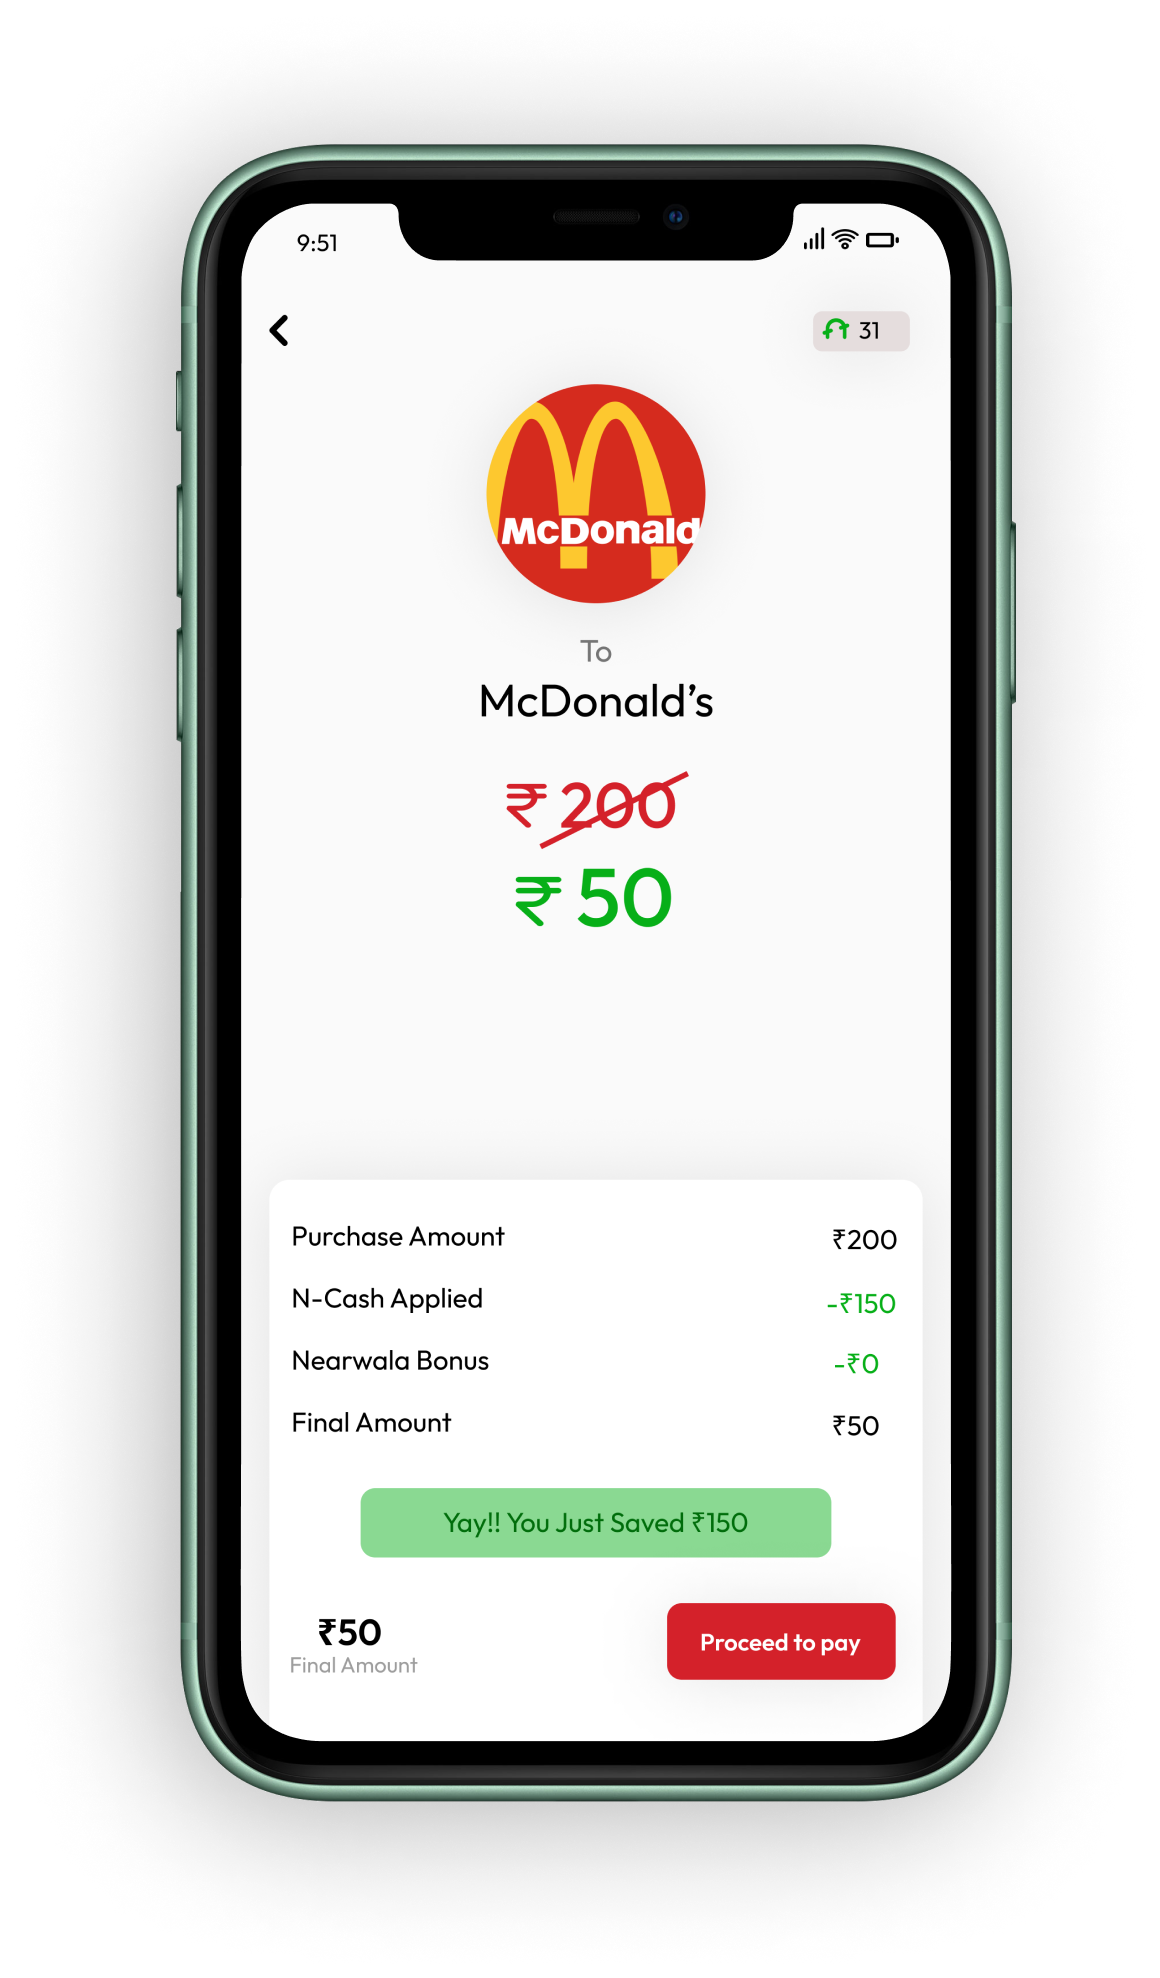 9:51
31
McDonald
To
McDonald's
₹ 200
₹ 50
Purchase Amount ₹200
N-Cash Applied -₹150
Nearwala Bonus -₹0
Final Amount ₹50
Yay!! You Just Saved ₹150
₹50
Final Amount
Proceed to pay